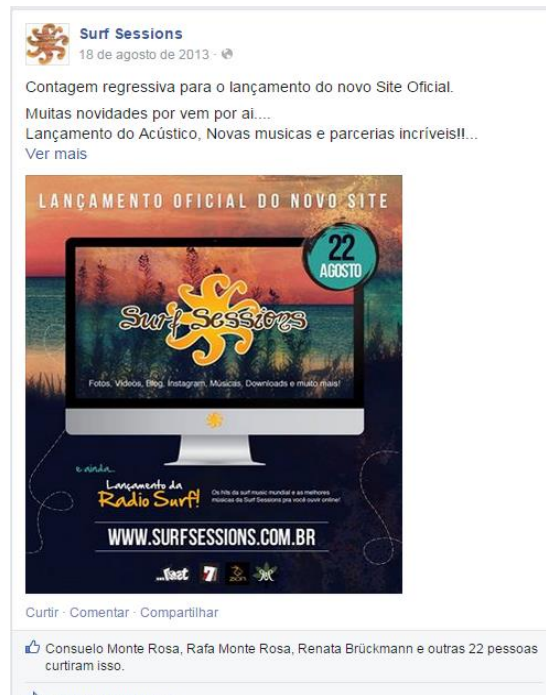 Surf Sessions
18 de agosto de 2013 ·
Contagem regressiva para o lançamento do novo Site Oficial.
Muitas novidades por vem por ai....
Lançamento do Acústico, Novas musicas e parcerias incríveis!!...
Ver mais
LANÇAMENTO OFICIAL DO NOVO SITE
22
AGOSTO
Surf Sessions
Fotos, Vídeos, Blog, Instagram, Músicas, Downloads e muito mais!
e ainda...
Lançamento da
Radio Surf!
Os hits da surf music mundial e as melhores
músicas da Surf Sessions pra você ouvir online!
WWW.SURFSESSIONS.COM.BR
7
ZION
Curtir · Comentar · Compartilhar
Consuelo Monte Rosa, Rafa Monte Rosa, Renata Brückmann e outras 22 pessoas
curtiram isso.